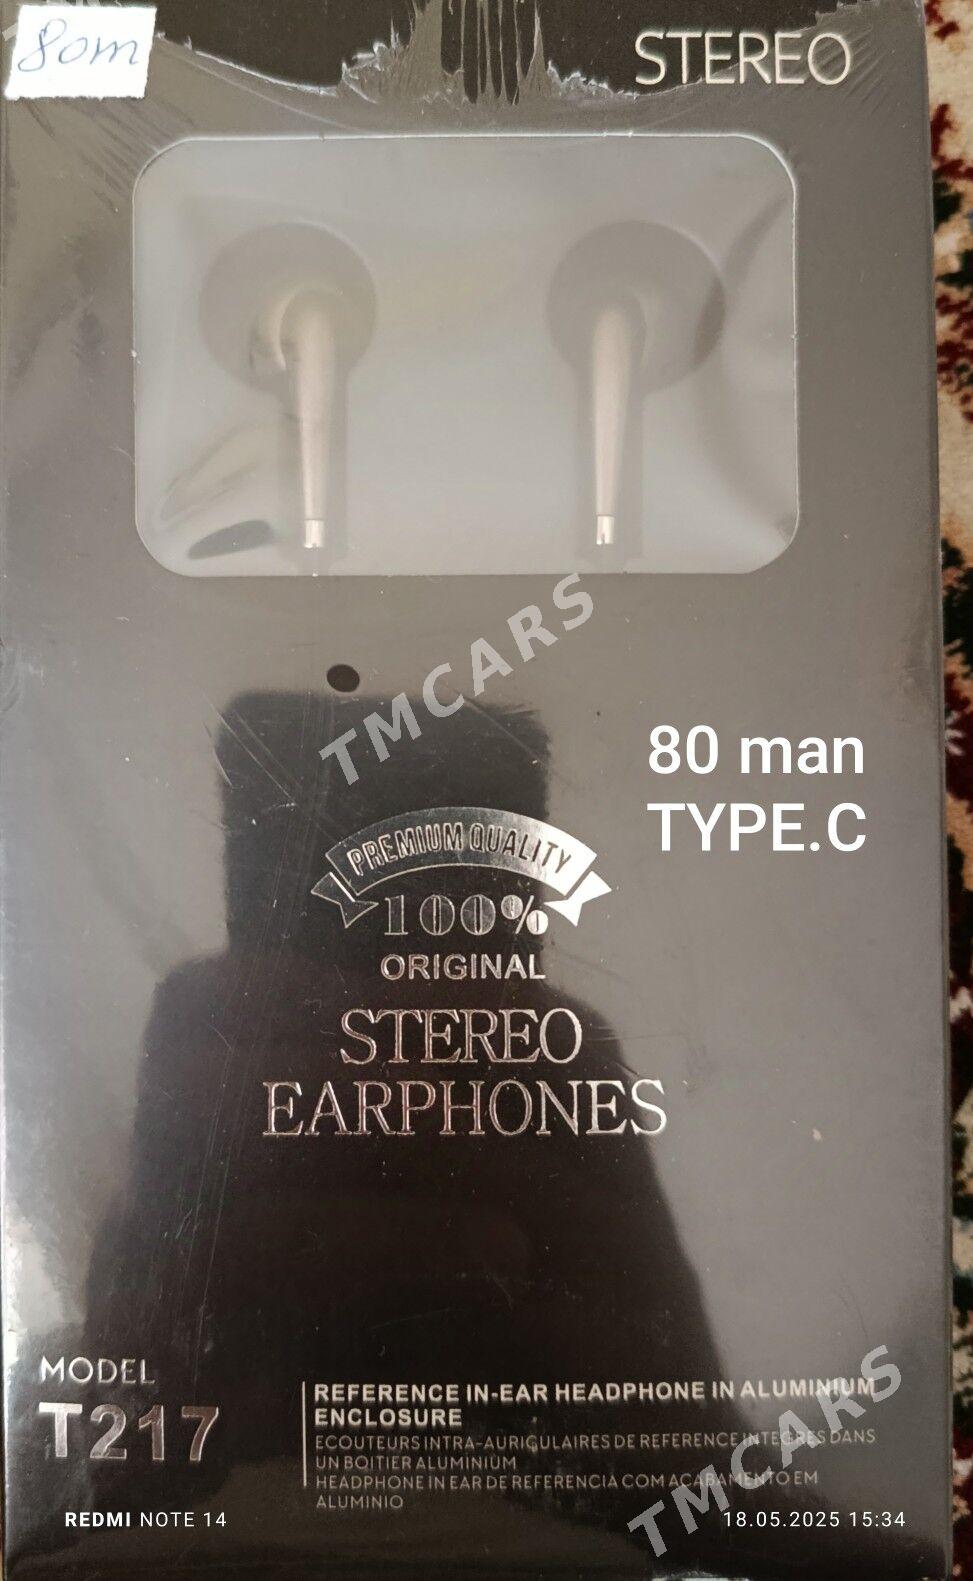 80m
STEREO
TMCARS
80 man
TYPE.C
PREMIUM QUALITY
100%
ORIGINAL
STEREO
EARPHONES
MODEL
T217
REFERENCE IN-EAR HEADPHONE IN ALUMINIUM
ENCLOSURE
ECOUTEURS INTRA-AURICULAIRES DE REFERENCE INTEGRES DANS
UN BOITIER ALUMINIUM
HEADPHONE IN EAR DE REFERENCIA COM ACABAMENTO EM
ALUMINIO
TMCARS
REDMI NOTE 14
18.05.2025 15:34